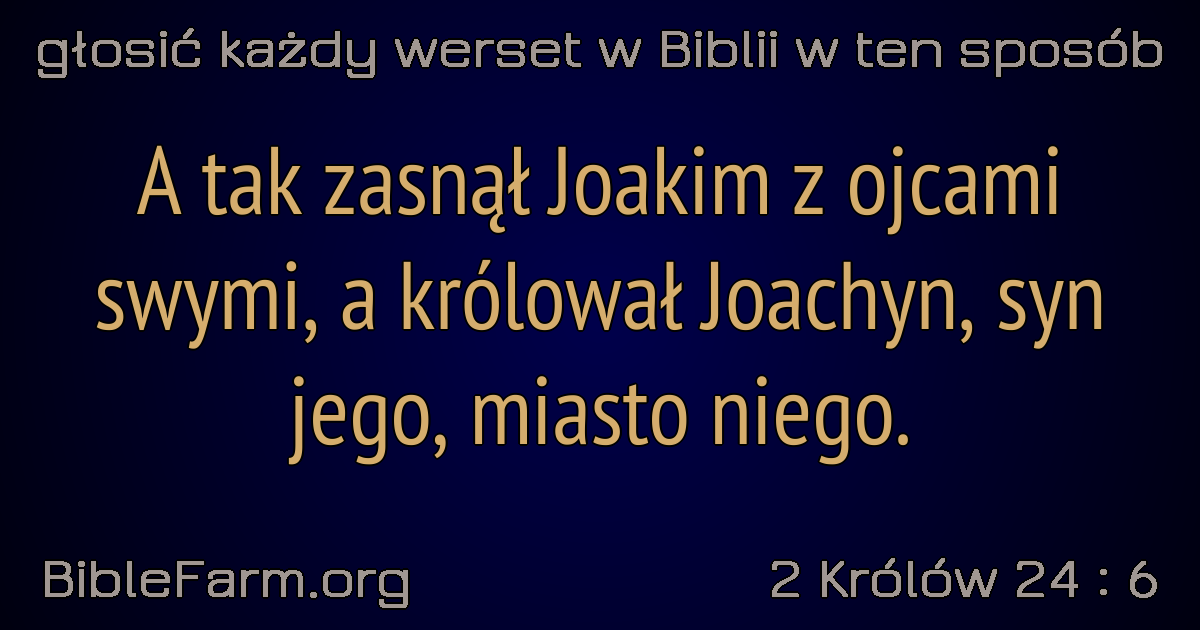 głosić każdy werset w Biblii w ten sposób
A tak zasnął Joakim z ojcami
swymi, a królował Joachyn, syn
jego, miasto niego.
BibleFarm.org
2 Królów 24 : 6